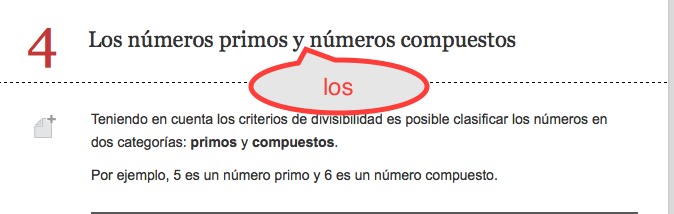 4 Los números primos y números compuestos
los
Teniendo en cuenta los criterios de divisibilidad es posible clasificar los números en
dos categorías: primos y compuestos.
Por ejemplo, 5 es un número primo y 6 es un número compuesto.